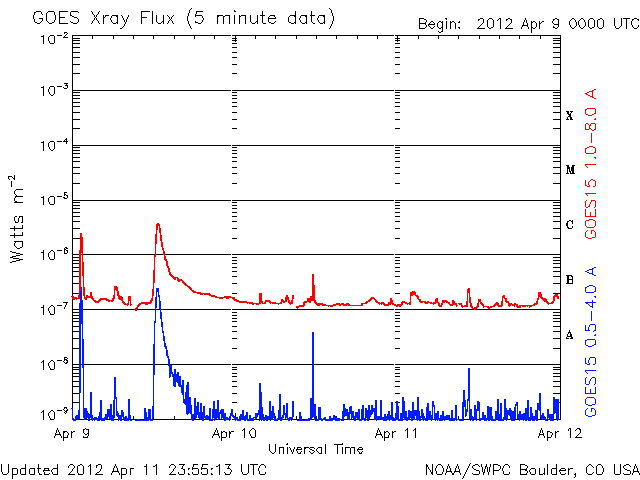 GOES Xray Flux (5 minute data)
Begin: 2012 Apr 9 0000 UTC
10-2
10-3
10-4
10-5
10-6
10-7
10-8
10-9
Watts m-2
X
M
C
B
A
GOES15 1.0-8.0 A
GOES15 0.5-4.0 A
Apr 9
Apr 10
Apr 11
Apr 12
Universal Time
Updated 2012 Apr 11 23:55:13 UTC
NOAA/SWPC Boulder, CO USA